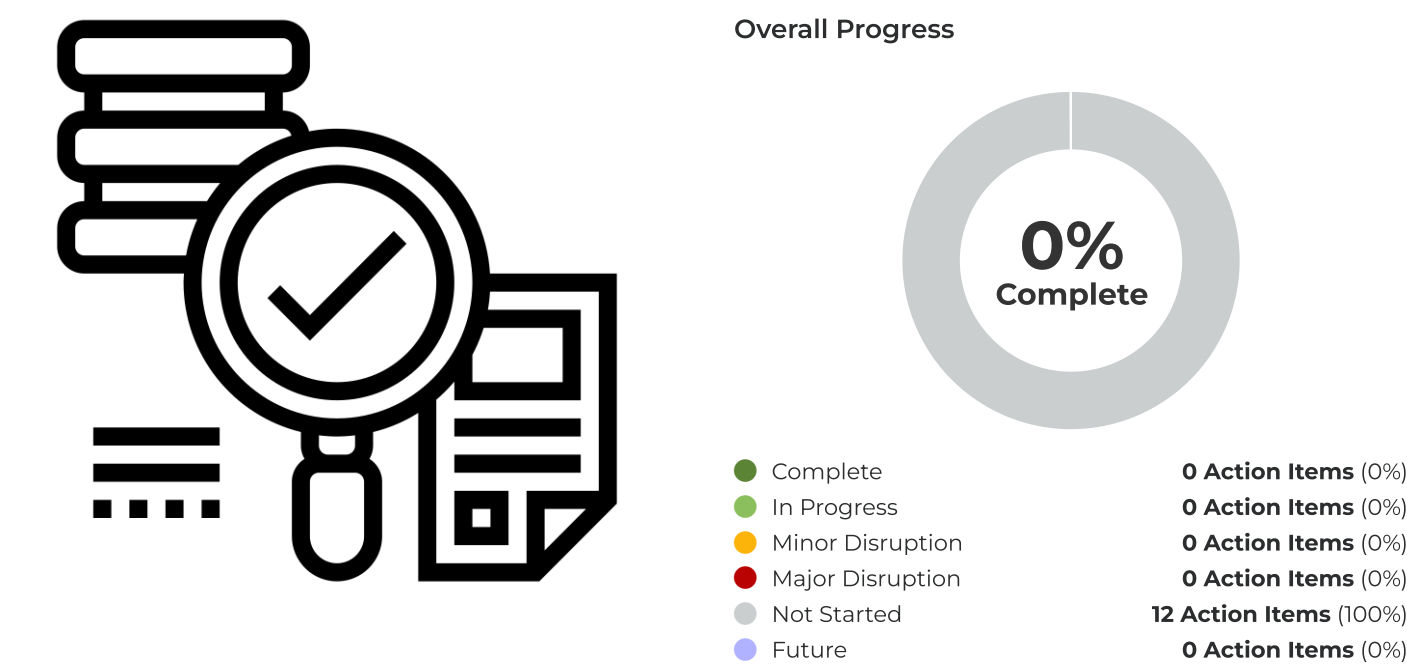 Overall Progress
0%
Complete
Complete 0 Action Items (0%)
In Progress 0 Action Items (0%)
Minor Disruption 0 Action Items (0%)
Major Disruption 0 Action Items (0%)
Not Started 12 Action Items (100%)
Future 0 Action Items (0%)